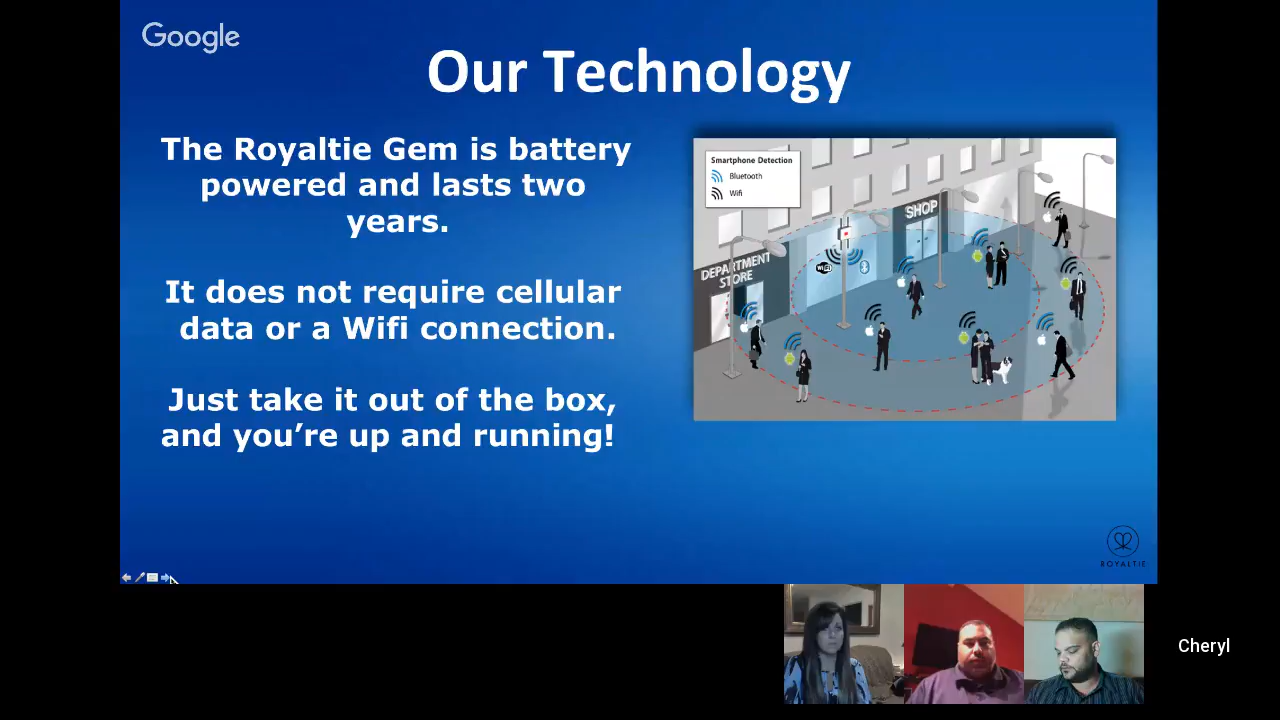 Google
Our Technology
The Royaltie Gem is battery
powered and lasts two
years.
It does not require cellular
data or a Wifi connection.
Just take it out of the box,
and you’re up and running!
Smartphone Detection
Bluetooth
Wifi
SHOP
DEPARTMENT
STORE
WiFi
ROYALTIE
Cheryl